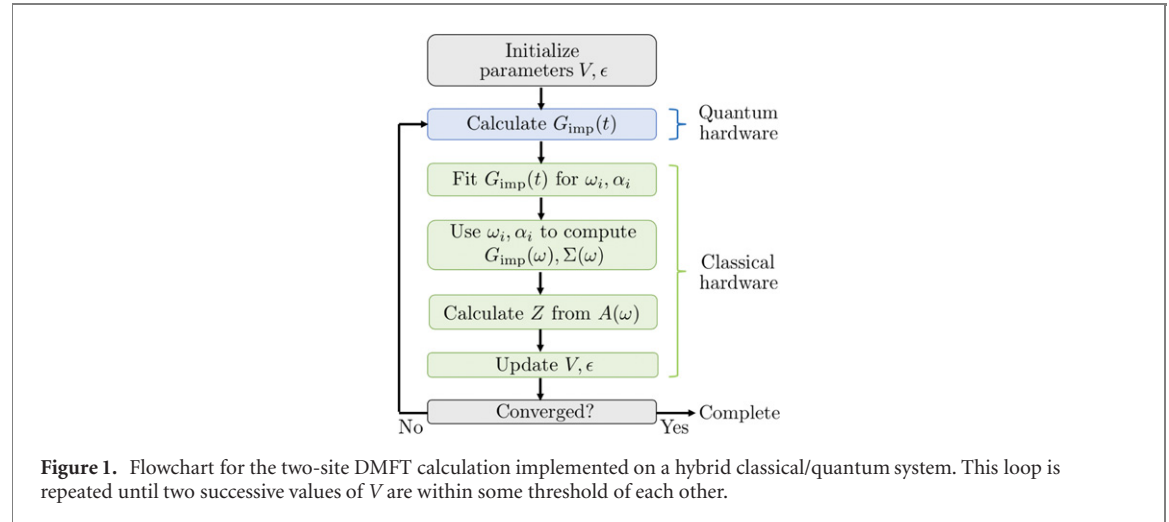 Initialize
parameters V, ϵ
Calculate G_imp(t)
Quantum
hardware
Fit G_imp(t) for ω_i, α_i
Use ω_i, α_i to compute
G_imp(ω), Σ(ω)
Classical
hardware
Calculate Z from A(ω)
Update V, ϵ
Converged?
Complete
No
Yes
Figure 1. Flowchart for the two-site DMFT calculation implemented on a hybrid classical/quantum system. This loop is
repeated until two successive values of V are within some threshold of each other.